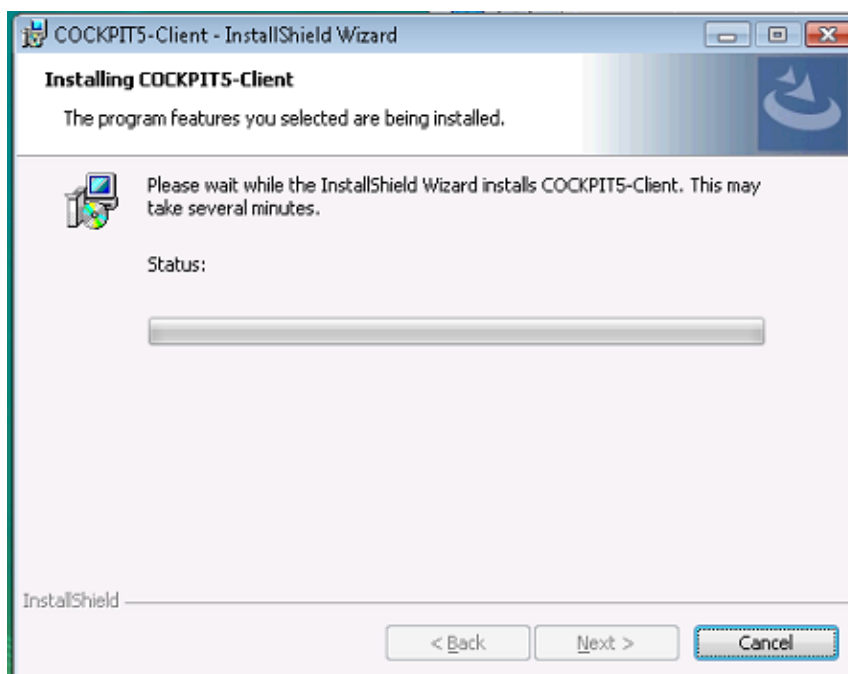 COCKPIT5-Client - InstallShield Wizard
Installing COCKPIT5-Client
The program features you selected are being installed.
Please wait while the InstallShield Wizard installs COCKPIT5-Client. This may
take several minutes.
Status:
InstallShield
< Back Next > Cancel